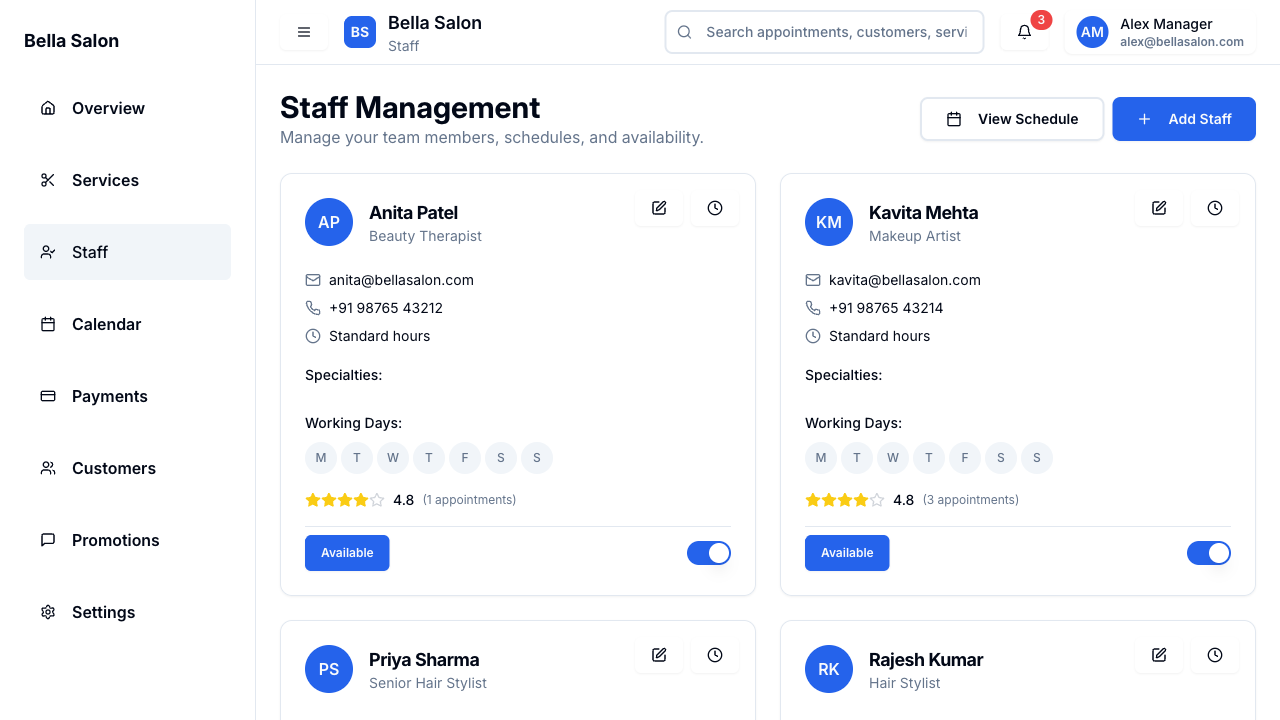 Bella Salon
Overview
Services
Staff
Calendar
Payments
Customers
Promotions
Settings
BS
Bella Salon
Staff
Search appointments, customers, servi
3
AM
Alex Manager
alex@bellasalon.com
Staff Management
Manage your team members, schedules, and availability.
View Schedule
Add Staff
AP
Anita Patel
Beauty Therapist
anita@bellasalon.com
+91 98765 43212
Standard hours
Specialties:
Working Days:
M T W T F S S
4.8 (1 appointments)
Available
KM
Kavita Mehta
Makeup Artist
kavita@bellasalon.com
+91 98765 43214
Standard hours
Specialties:
Working Days:
M T W T F S S
4.8 (3 appointments)
Available
PS
Priya Sharma
Senior Hair Stylist
RK
Rajesh Kumar
Hair Stylist